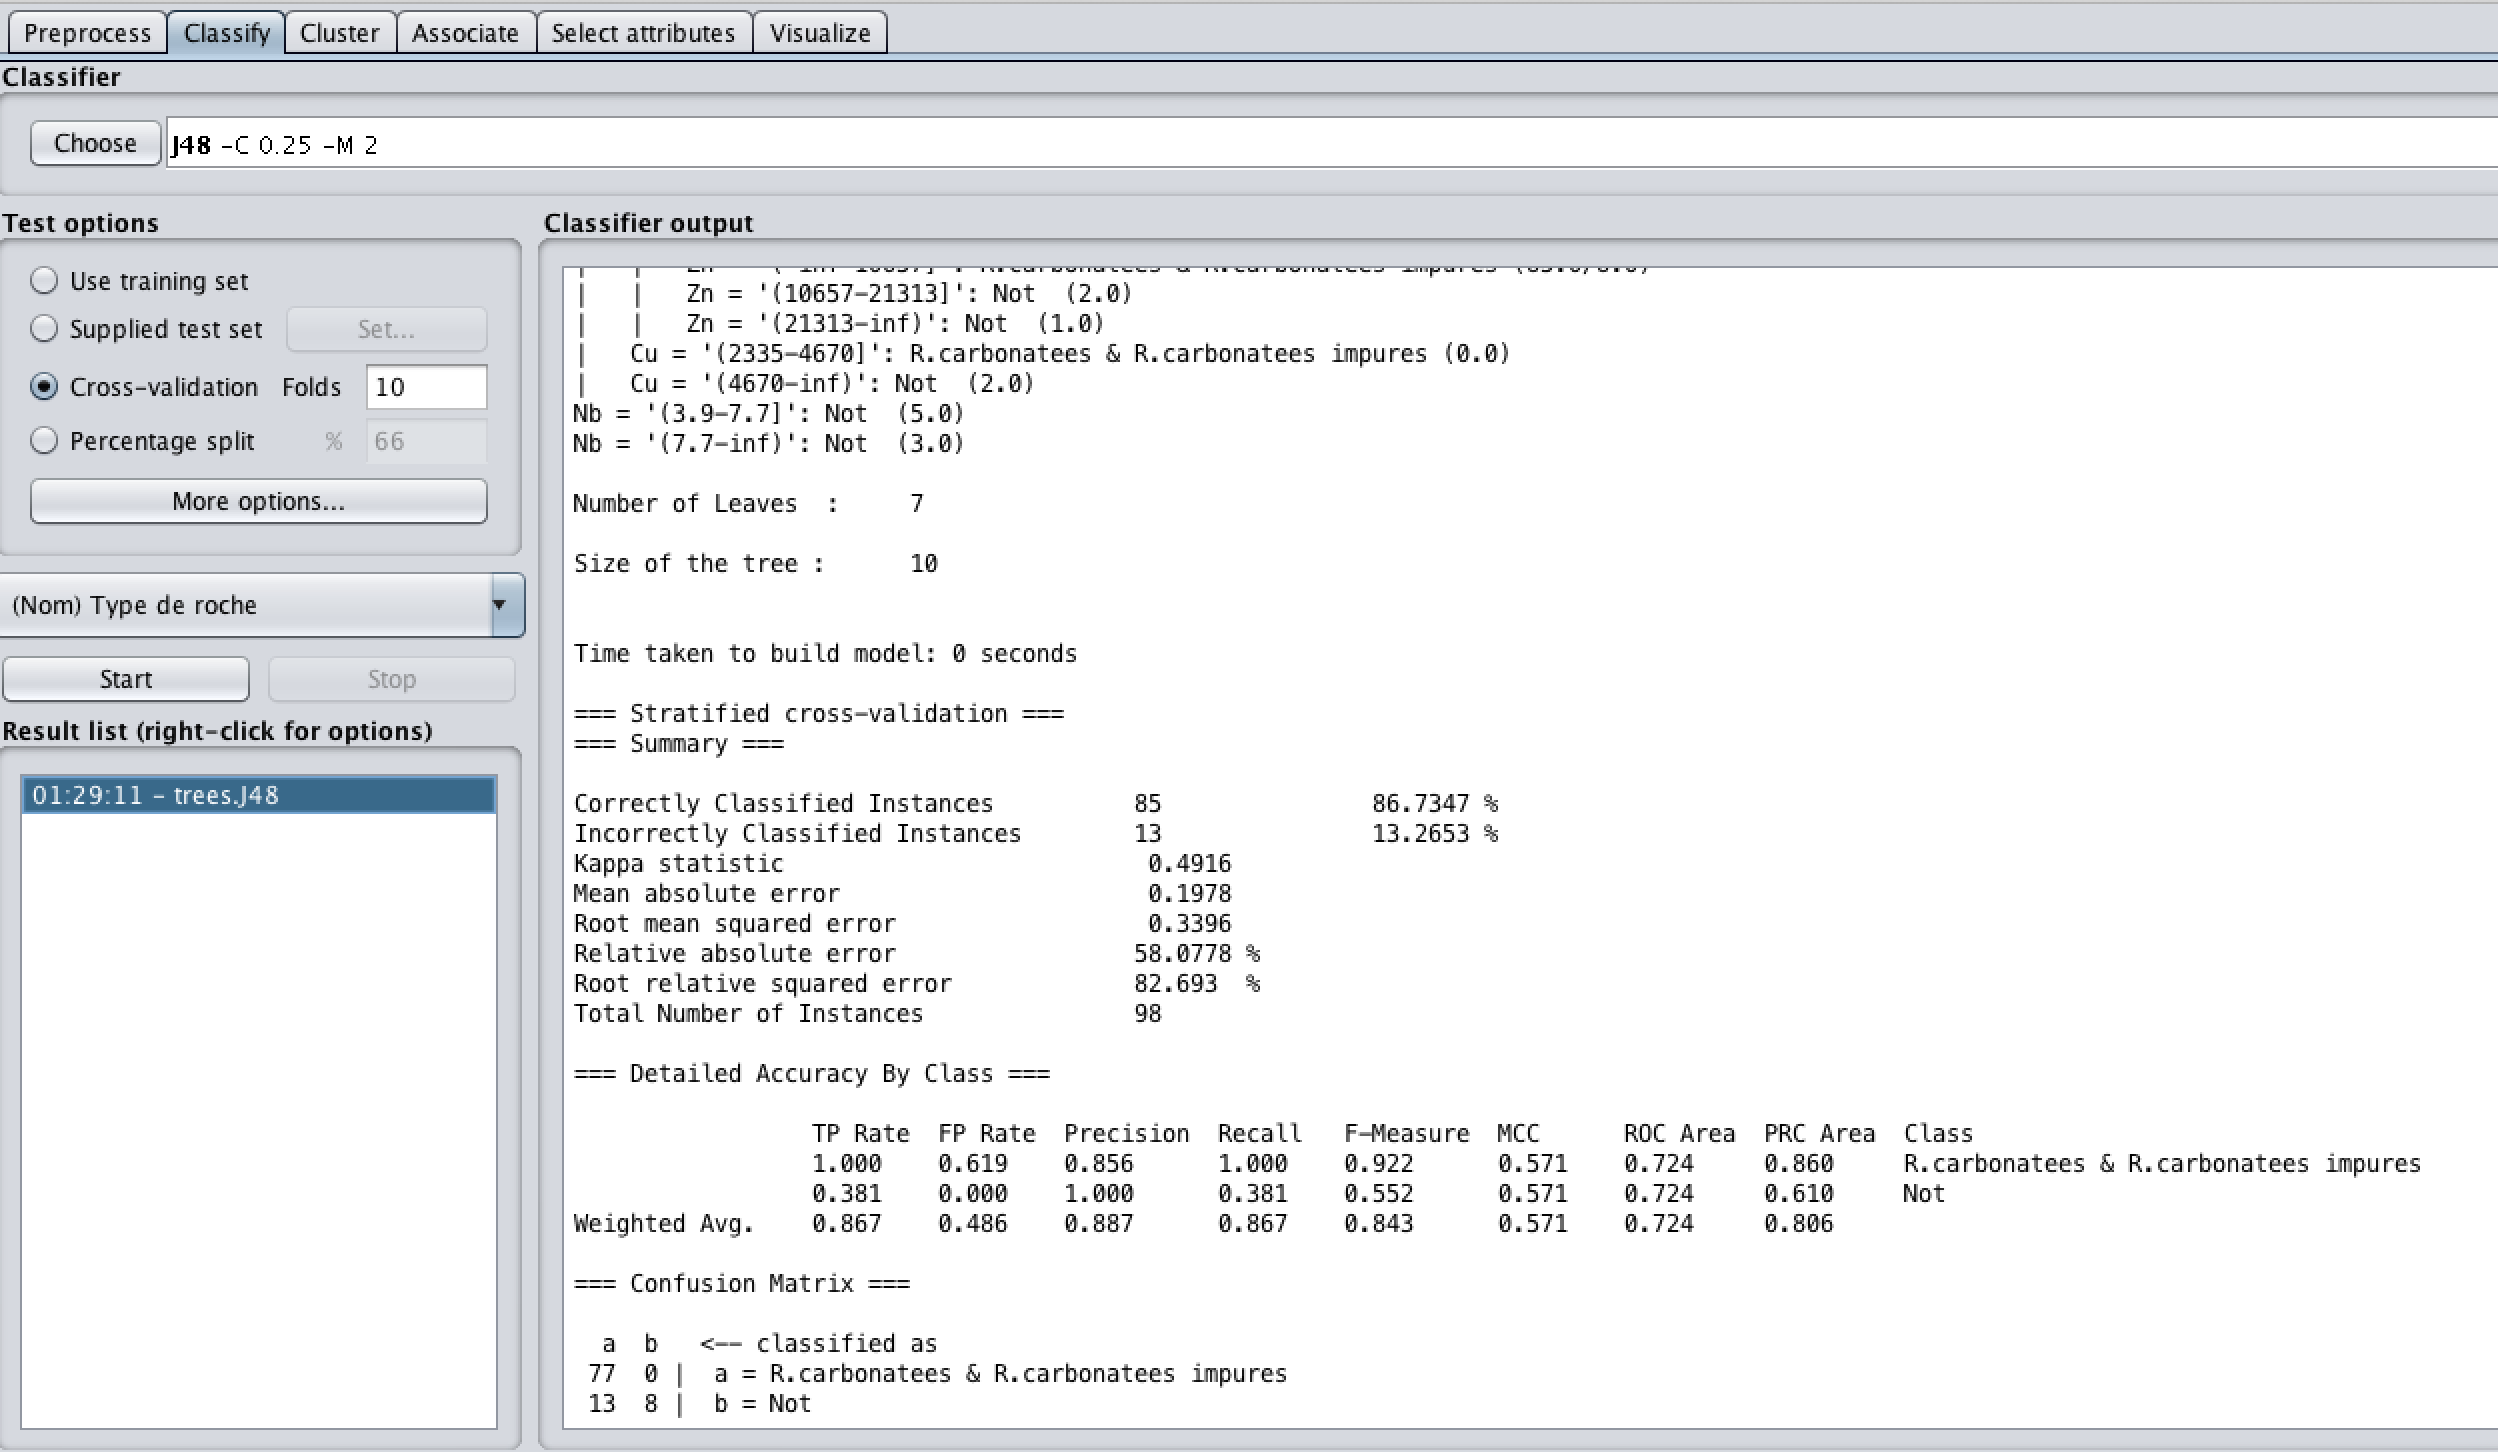 Preprocess Classify Cluster Associate Select attributes Visualize
Classifier
Choose J48 -C 0.25 -M 2
Test options
Use training set
Supplied test set Set...
Cross-validation Folds 10
Percentage split % 66
More options...
(Nom) Type de roche
Start Stop
Result list (right-click for options)
01:29:11 - trees.J48
Classifier output
| | Zn = '(10657-21313]': Not (2.0)
| | Zn = '(21313-inf)': Not (1.0)
| Cu = '(2335-4670]': R.carbonatees & R.carbonatees impures (0.0)
| Cu = '(4670-inf)': Not (2.0)
Nb = '(3.9-7.7]': Not (5.0)
Nb = '(7.7-inf)': Not (3.0)
Number of Leaves : 7
Size of the tree : 10
Time taken to build model: 0 seconds
=== Stratified cross-validation ===
=== Summary ===
Correctly Classified Instances 85 86.7347 %
Incorrectly Classified Instances 13 13.2653 %
Kappa statistic 0.4916
Mean absolute error 0.1978
Root mean squared error 0.3396
Relative absolute error 58.0778 %
Root relative squared error 82.693 %
Total Number of Instances 98
=== Detailed Accuracy By Class ===
TP Rate FP Rate Precision Recall F-Measure MCC ROC Area PRC Area Class
1.000 0.619 0.856 1.000 0.922 0.571 0.724 0.860 R.carbonatees & R.carbonatees impures
0.381 0.000 1.000 0.381 0.552 0.571 0.724 0.610 Not
Weighted Avg. 0.867 0.486 0.887 0.867 0.843 0.571 0.724 0.806
=== Confusion Matrix ===
a b <-- classified as
77 0 | a = R.carbonatees & R.carbonatees impures
13 8 | b = Not